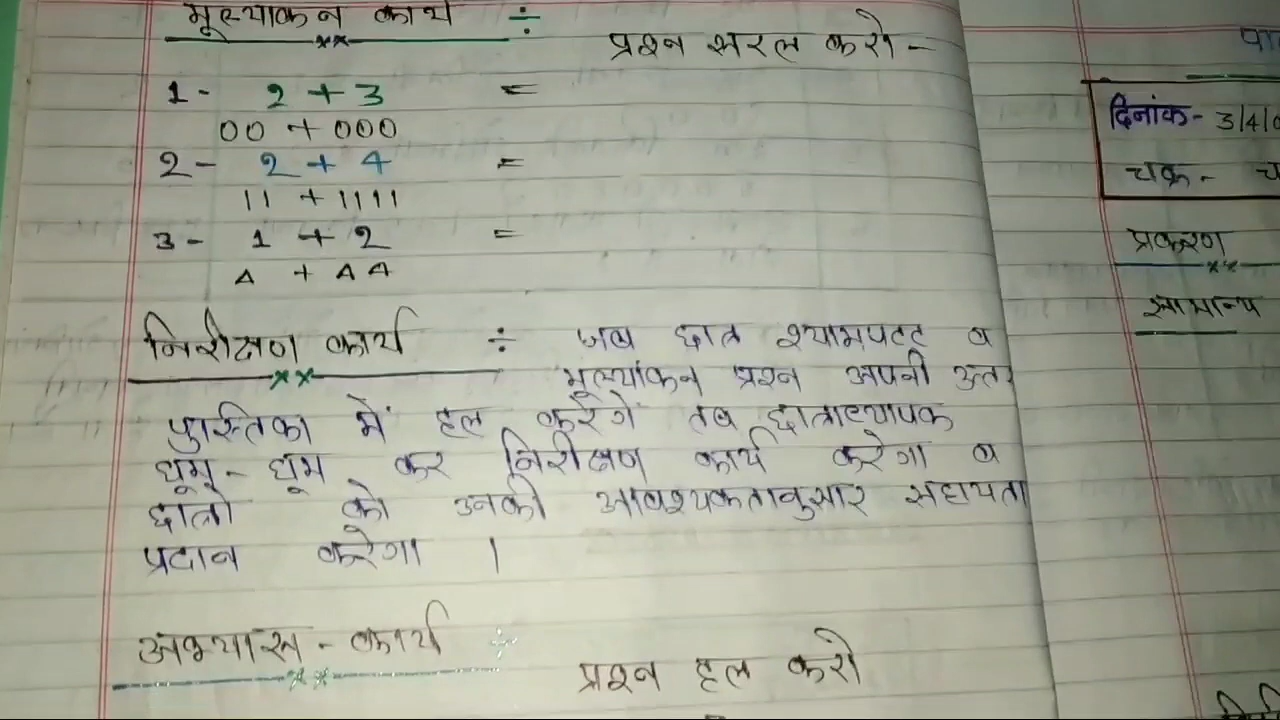 मूल्याकन कार्य ÷
प्रश्न सरल करो -
1 - 2 + 3 =
00 + 000
2 - 2 + 4 =
11 + 1111
3 - 1 + 2 =
Δ + Δ Δ
निरीक्षण कार्य ÷ जब छात्र श्यामपटट व
मूल्यांकन प्रश्न अपनी उत्तर
पुस्तिका में हल करेंगे तब छात्राध्यापक
घूम - घूम कर निरीक्षण कार्य करेगा व
छात्रो को उनकी आवश्यकतानुसार सहायता
प्रदान करेगा ।
अभ्यास - कार्य ÷
प्रश्न हल करो
दिनांक - 3/4/0
चक्र -
प्रकरण
सामान्य